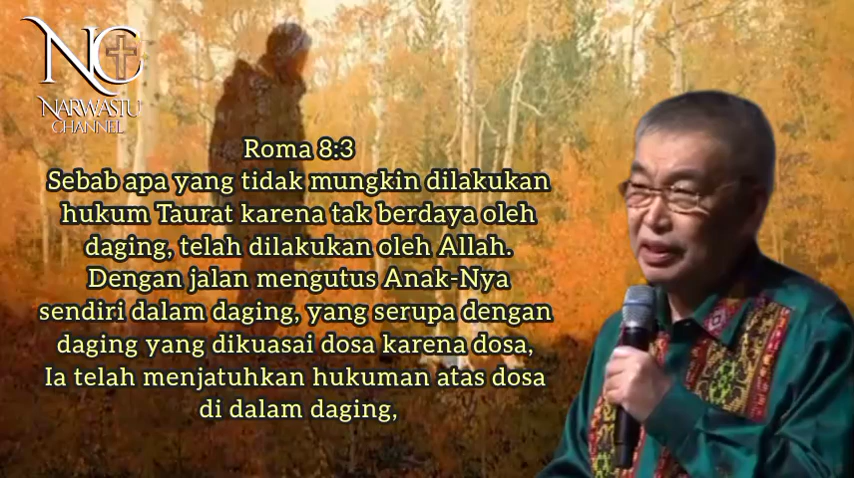 NC
NARWASTU
CHANNEL
Roma 8:3
Sebab apa yang tidak mungkin dilakukan
hukum Taurat karena tak berdaya oleh
daging, telah dilakukan oleh Allah.
Dengan jalan mengutus Anak-Nya
sendiri dalam daging, yang serupa dengan
daging yang dikuasai dosa karena dosa,
Ia telah menjatuhkan hukuman atas dosa
di dalam daging,